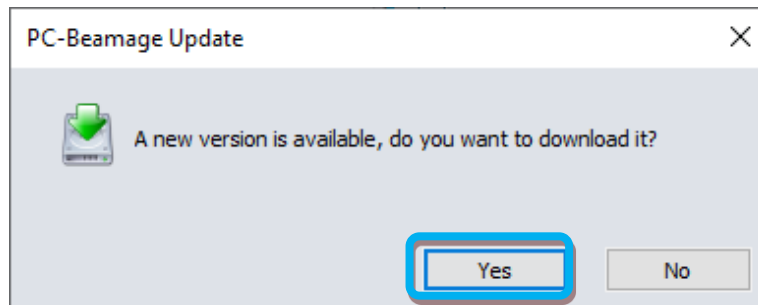 PC-Beamage Update
A new version is available, do you want to download it?
Yes
No